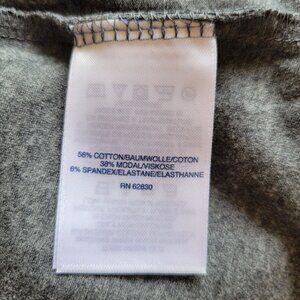 56% COTTON/BAUMWOLLE/COTON
38% MODAL/VISKOSE
6% SPANDEX/ELASTANE/ELASTHANNE
RN 62830